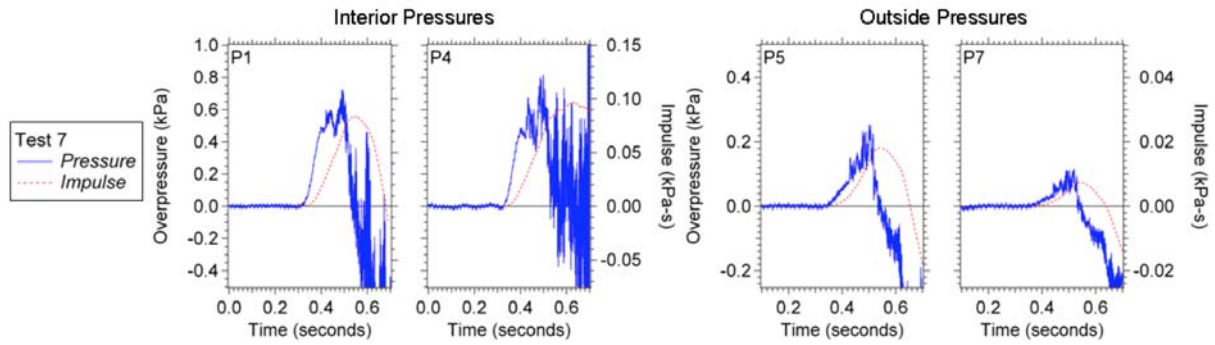 Interior Pressures
Outside Pressures
Test 7
Pressure
Impulse
P1
P4
P5
P7
Overpressure (kPa)
1.0
0.8
0.6
0.4
0.2
0.0
-0.2
-0.4
0.15
0.10
0.05
0.00
-0.05
Impulse (kPa-s)
0.0 0.2 0.4 0.6
Time (seconds)
0.0 0.2 0.4 0.6
Time (seconds)
Overpressure (kPa)
0.4
0.2
0.0
-0.2
0.04
0.02
0.00
-0.02
Impulse (kPa-s)
0.2 0.4 0.6
Time (seconds)
0.2 0.4 0.6
Time (seconds)